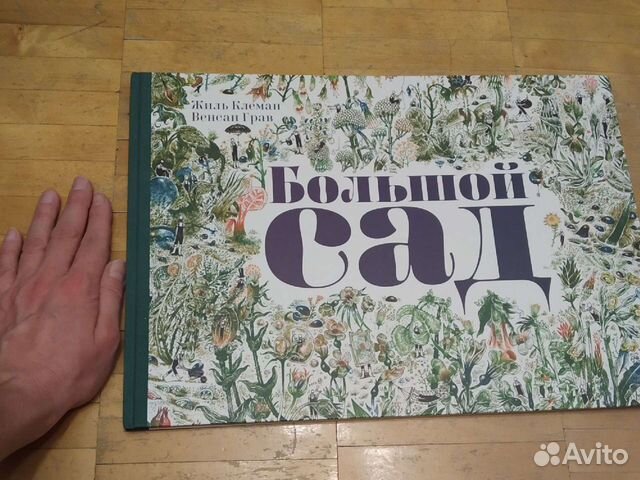 Жиль Клеман
Венсан Грав
Большой
сад
Avito